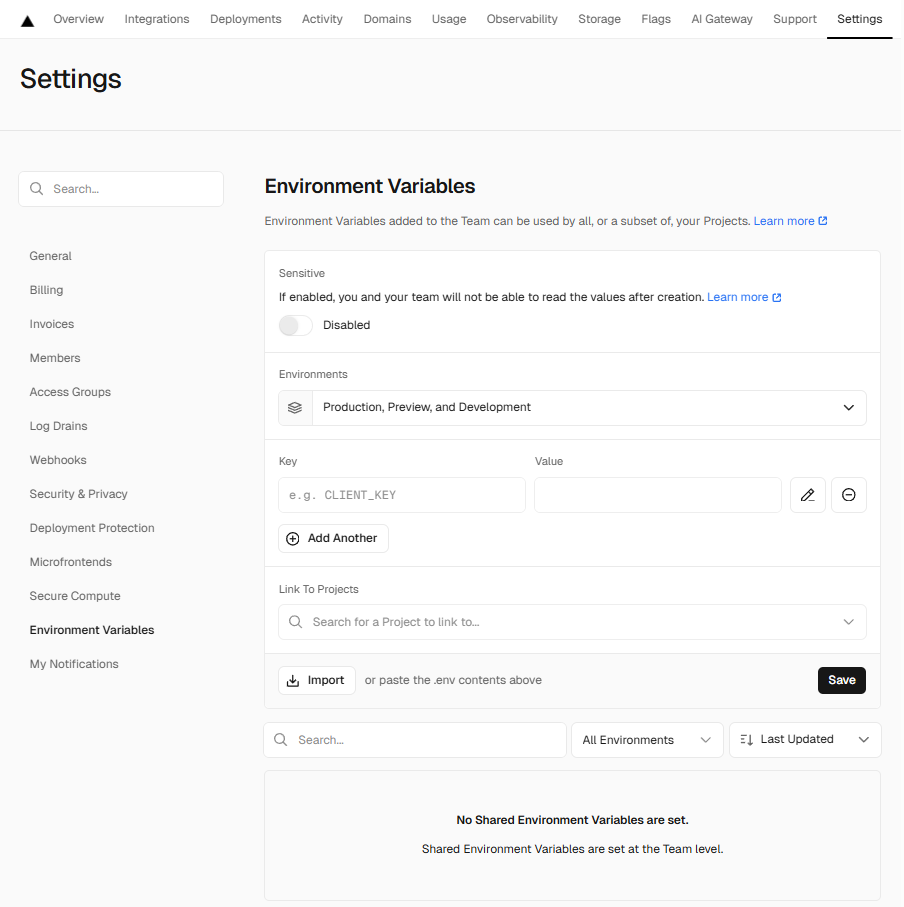 Overview Integrations Deployments Activity Domains Usage Observability Storage Flags AI Gateway Support Settings
Settings
Search...
General
Billing
Invoices
Members
Access Groups
Log Drains
Webhooks
Security & Privacy
Deployment Protection
Microfrontends
Secure Compute
Environment Variables
My Notifications
Environment Variables
Environment Variables added to the Team can be used by all, or a subset of, your Projects. Learn more
Sensitive
If enabled, you and your team will not be able to read the values after creation. Learn more
Disabled
Environments
Production, Preview, and Development
Key Value
e.g. CLIENT_KEY
Add Another
Link To Projects
Search for a Project to link to...
Import or paste the .env contents above Save
Search... All Environments Last Updated
No Shared Environment Variables are set.
Shared Environment Variables are set at the Team level.